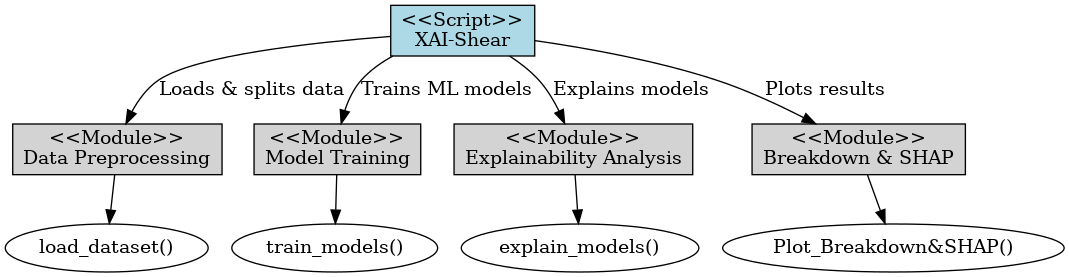 <<Script>>
XAI-Shear
Loads & splits data
Trains ML models
Explains models
Plots results
<<Module>>
Data Preprocessing
<<Module>>
Model Training
<<Module>>
Explainability Analysis
<<Module>>
Breakdown & SHAP
load_dataset()
train_models()
explain_models()
Plot_Breakdown&SHAP()